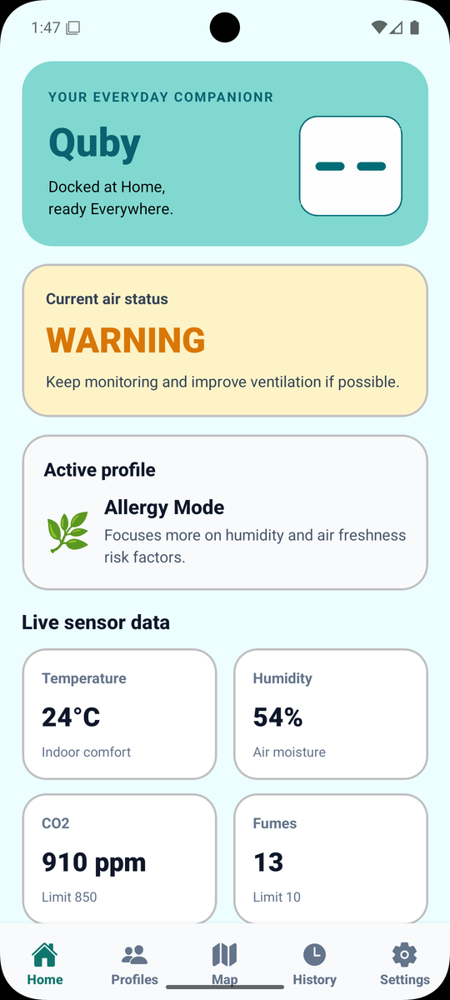 1:47
YOUR EVERYDAY COMPANIONR
Quby
Docked at Home,
ready Everywhere.
Current air status
WARNING
Keep monitoring and improve ventilation if possible.
Active profile
Allergy Mode
Focuses more on humidity and air freshness
risk factors.
Live sensor data
Temperature
24°C
Indoor comfort
Humidity
54%
Air moisture
CO2
910 ppm
Limit 850
Fumes
13
Limit 10
Home
Profiles
Map
History
Settings